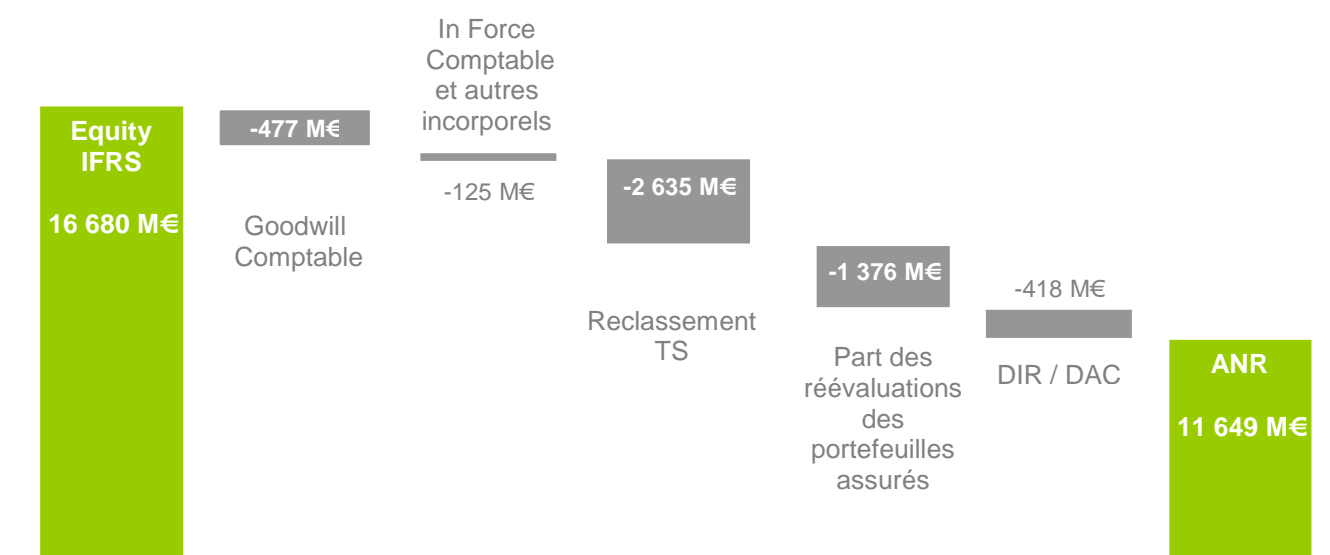 Equity
IFRS
16 680 M€
-477 M€
Goodwill
Comptable
In Force
Comptable
et autres
incorporels
-125 M€
-2 635 M€
Reclassement
TS
-1 376 M€
Part des
réévaluations
des
portefeuilles
assurés
-418 M€
DIR / DAC
ANR
11 649 M€